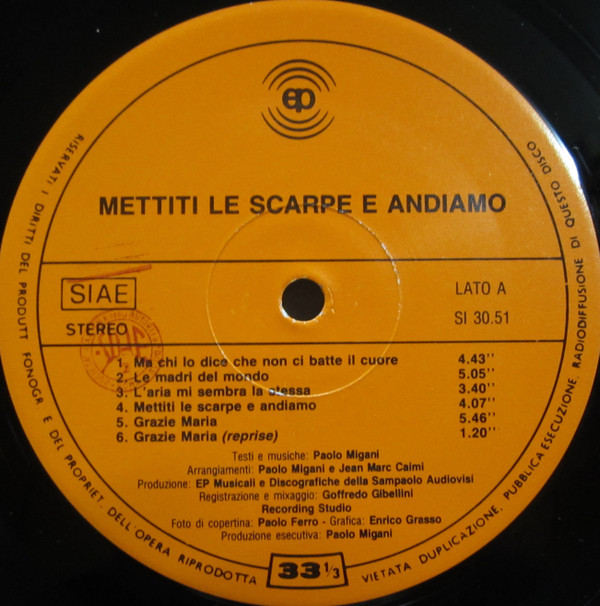 ep
METTITI LE SCARPE E ANDIAMO
SIAE
STEREO
LATO A
SI 30.51
1. Ma chi lo dice che non ci batte il cuore 4.43''
2. Le madri del mondo 5.05''
3. L'aria mi sembra la stessa 3.40''
4. Mettiti le scarpe e andiamo 4.07''
5. Grazie Maria 5.46''
6. Grazie Maria (reprise) 1.20''
Testi e musiche: Paolo Migani
Arrangiamenti: Paolo Migani e Jean Marc Caimi
Produzione: EP Musicali e Discografiche della Sampaolo Audiovisi
Registrazione e mixaggio: Goffredo Gibellini
Recording Studio
Foto di copertina: Paolo Ferro - Grafica: Enrico Grasso
Produzione esecutiva: Paolo Migani
33 1/3
RISERVATI I DIRITTI DEL PRODUTT. FONOGR. E DEL PROPRIET. DELL'OPERA RIPRODOTTA
VIETATA DUPLICAZIONE, PUBBLICA ESECUZIONE, RADIODIFFUSIONE DI QUESTO DISCO